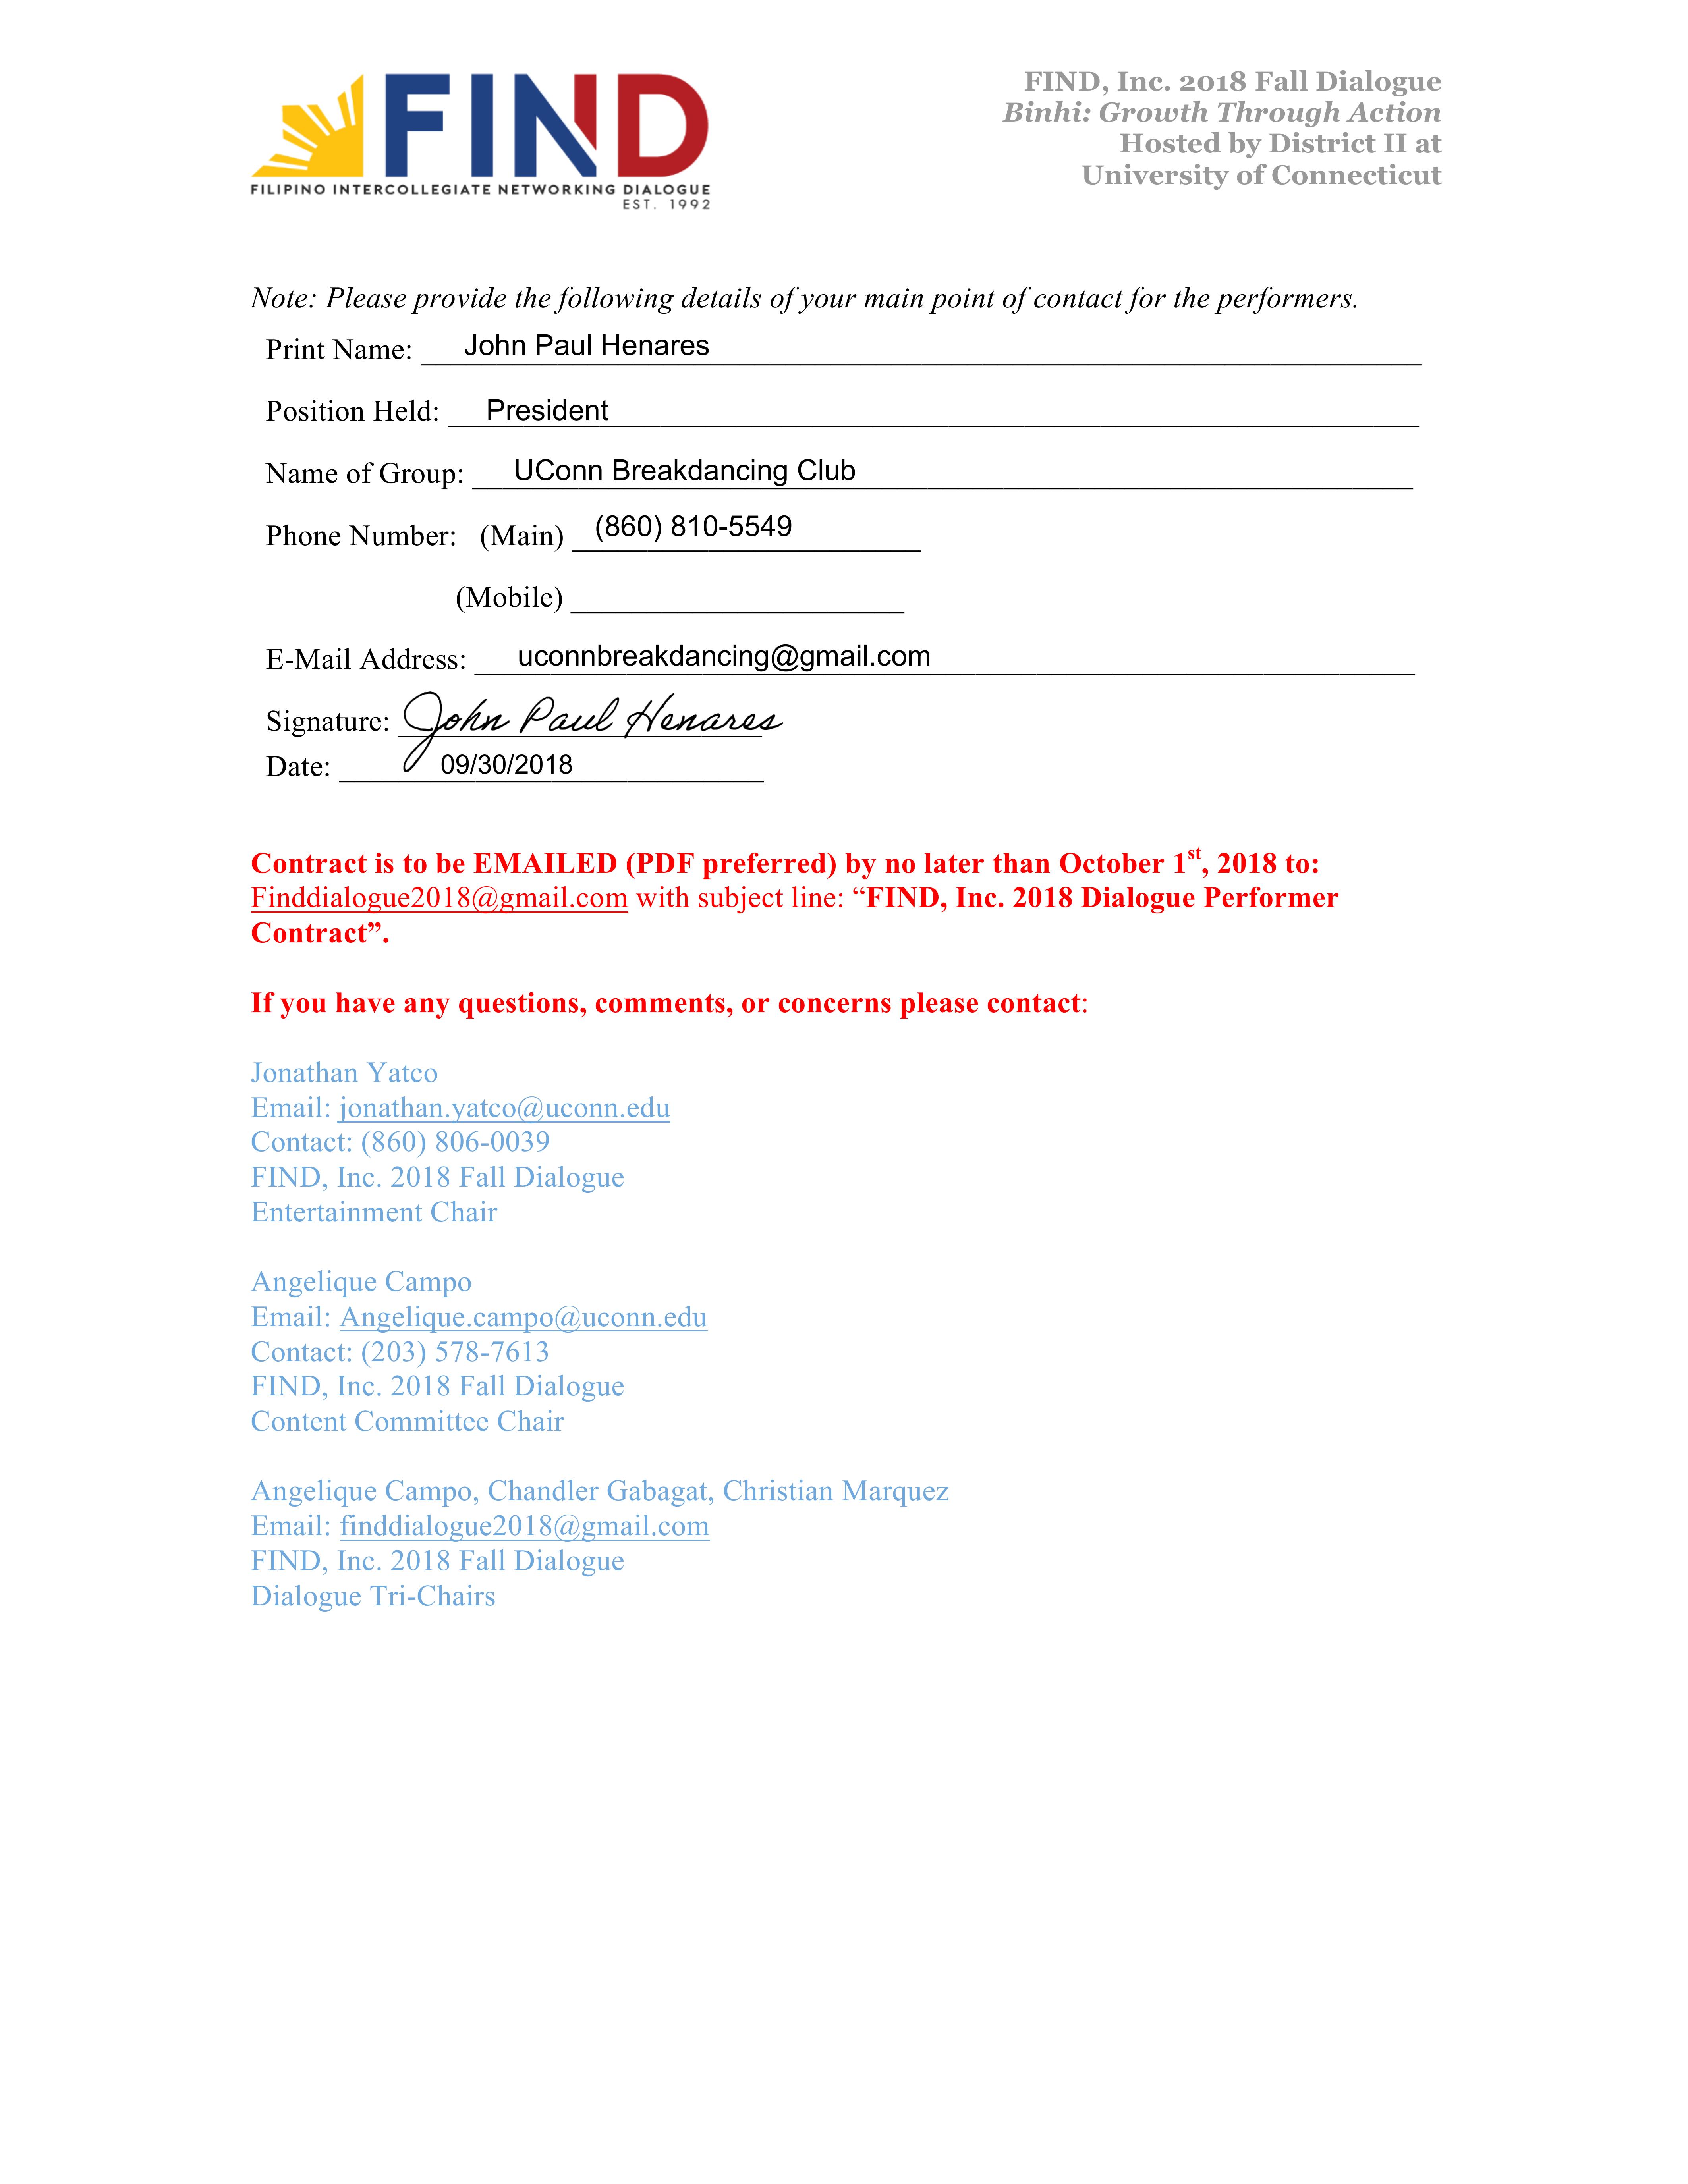 FIND
FILIPINO INTERCOLLEGIATE NETWORKING DIALOGUE
EST. 1992
FIND, Inc. 2018 Fall Dialogue
Binhi: Growth Through Action
Hosted by District II at
University of Connecticut
Note: Please provide the following details of your main point of contact for the performers.
Print Name: John Paul Henares
Position Held: President
Name of Group: UConn Breakdancing Club
Phone Number: (Main) (860) 810-5549
(Mobile)
E-Mail Address: uconnbreakdancing@gmail.com
Signature: John Paul Henares
Date: 09/30/2018
Contract is to be EMAILED (PDF preferred) by no later than October 1st, 2018 to:
Finddialogue2018@gmail.com with subject line: “FIND, Inc. 2018 Dialogue Performer
Contract”.
If you have any questions, comments, or concerns please contact:
Jonathan Yatco
Email: jonathan.yatco@uconn.edu
Contact: (860) 806-0039
FIND, Inc. 2018 Fall Dialogue
Entertainment Chair
Angelique Campo
Email: Angelique.campo@uconn.edu
Contact: (203) 578-7613
FIND, Inc. 2018 Fall Dialogue
Content Committee Chair
Angelique Campo, Chandler Gabagat, Christian Marquez
Email: finddialogue2018@gmail.com
FIND, Inc. 2018 Fall Dialogue
Dialogue Tri-Chairs